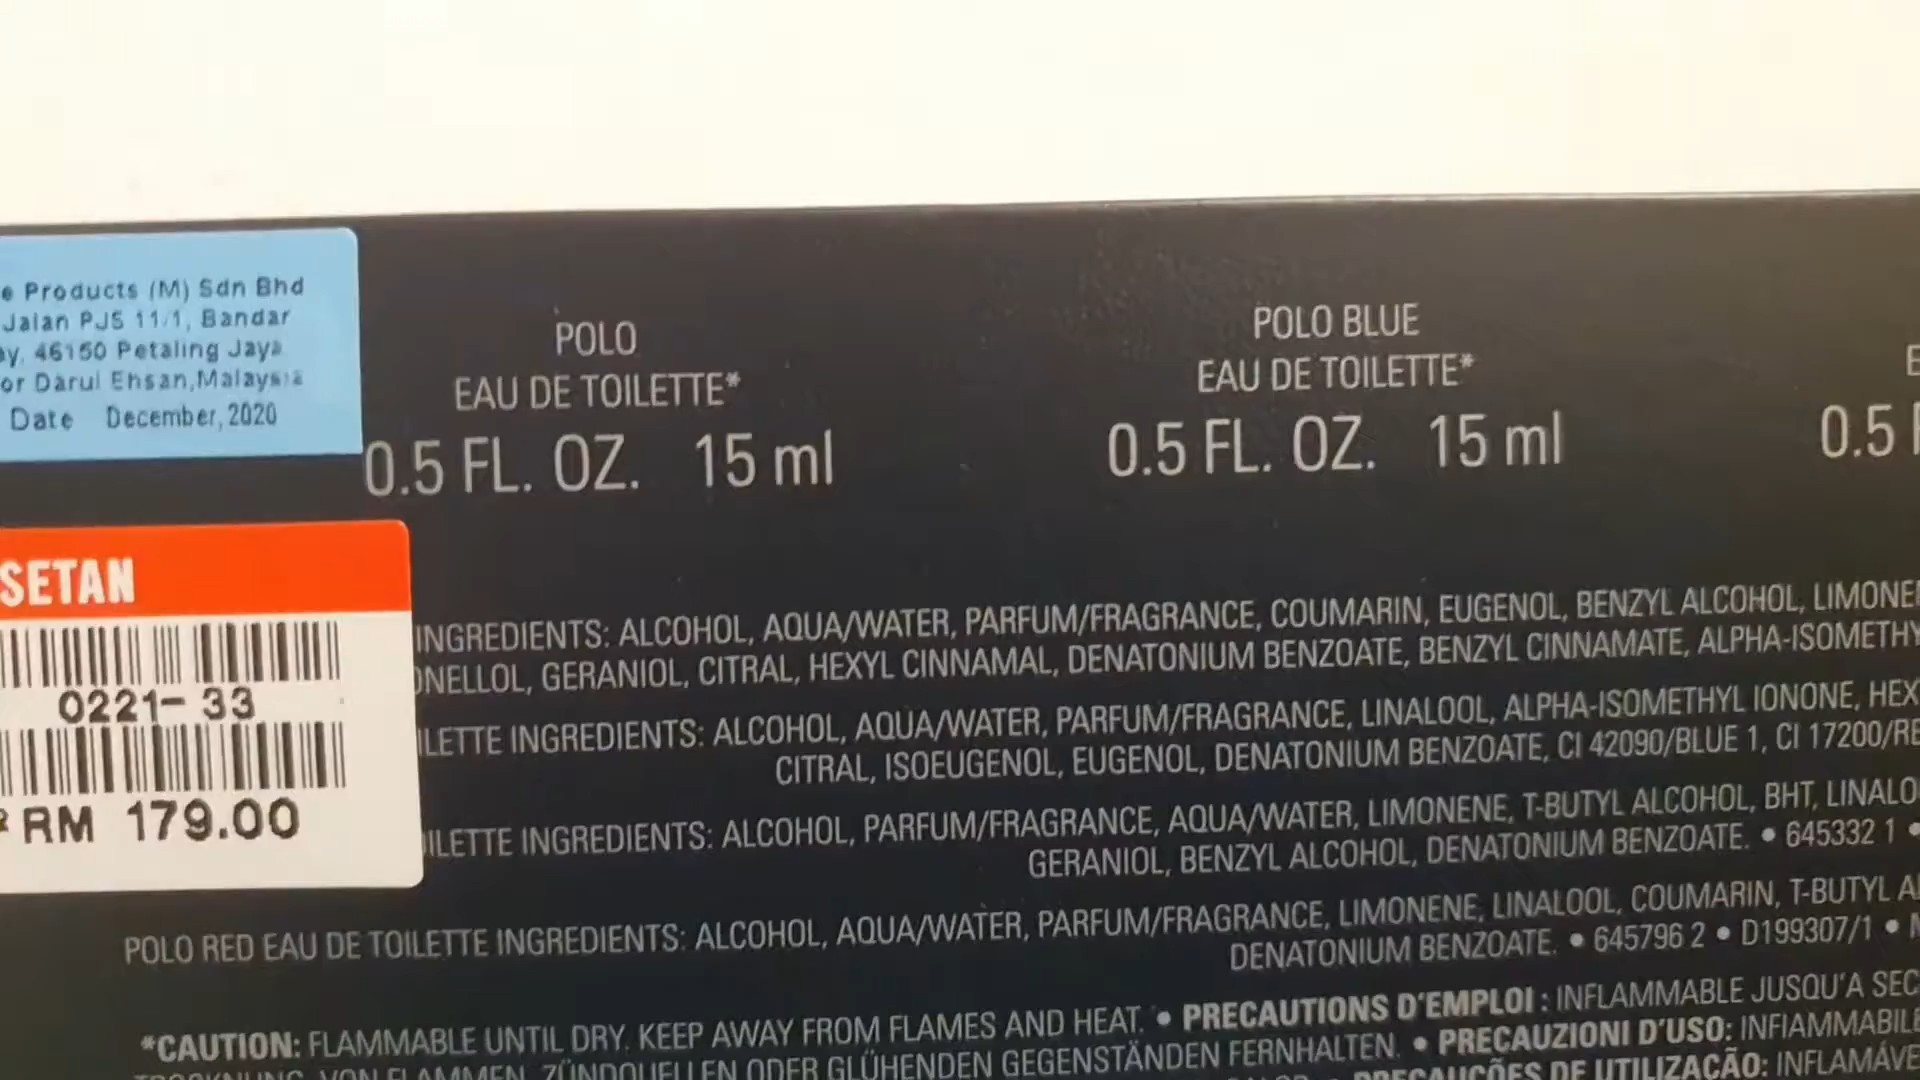 e Products (M) Sdn Bhd
Jalan PJS 11/1, Bandar
ay, 46150 Petaling Jaya
or Darul Ehsan, Malaysia
Date December, 2020
POLO
EAU DE TOILETTE*
0.5 FL. OZ. 15 ml
POLO BLUE
EAU DE TOILETTE*
0.5 FL. OZ. 15 ml
E
0.5 F
SETAN
0221-33
RM 179.00
INGREDIENTS: ALCOHOL, AQUA/WATER, PARFUM/FRAGRANCE, COUMARIN, EUGENOL, BENZYL ALCOHOL, LIMONE
ONELLOL, GERANIOL, CITRAL, HEXYL CINNAMAL, DENATONIUM BENZOATE, BENZYL CINNAMATE, ALPHA-ISOMETHY
LETTE INGREDIENTS: ALCOHOL, AQUA/WATER, PARFUM/FRAGRANCE, LINALOOL, ALPHA-ISOMETHYL IONONE, HEX
CITRAL, ISOEUGENOL, EUGENOL, DENATONIUM BENZOATE, CI 42090/BLUE 1, CI 17200/RE
ILETTE INGREDIENTS: ALCOHOL, PARFUM/FRAGRANCE, AQUA/WATER, LIMONENE, T-BUTYL ALCOHOL, BHT, LINALO
GERANIOL, BENZYL ALCOHOL, DENATONIUM BENZOATE. • 645332 1 •
POLO RED EAU DE TOILETTE INGREDIENTS: ALCOHOL, AQUA/WATER, PARFUM/FRAGRANCE, LIMONENE, LINALOOL, COUMARIN, T-BUTYL A
DENATONIUM BENZOATE. • 645796 2 • D199307/1 •
*CAUTION: FLAMMABLE UNTIL DRY. KEEP AWAY FROM FLAMES AND HEAT. • PRECAUTIONS D'EMPLOI : INFLAMMABLE JUSQU'A SEC
TROCKNUNG VON FLAMMEN, ZÜNDQUELLEN ODER GLÜHENDEN GEGENSTÄNDEN FERNHALTEN. • PRECAUZIONI D'USO: INFIAMMABILE
PRECAUÇÕES DE UTILIZAÇÃO: INFLAMÁVE